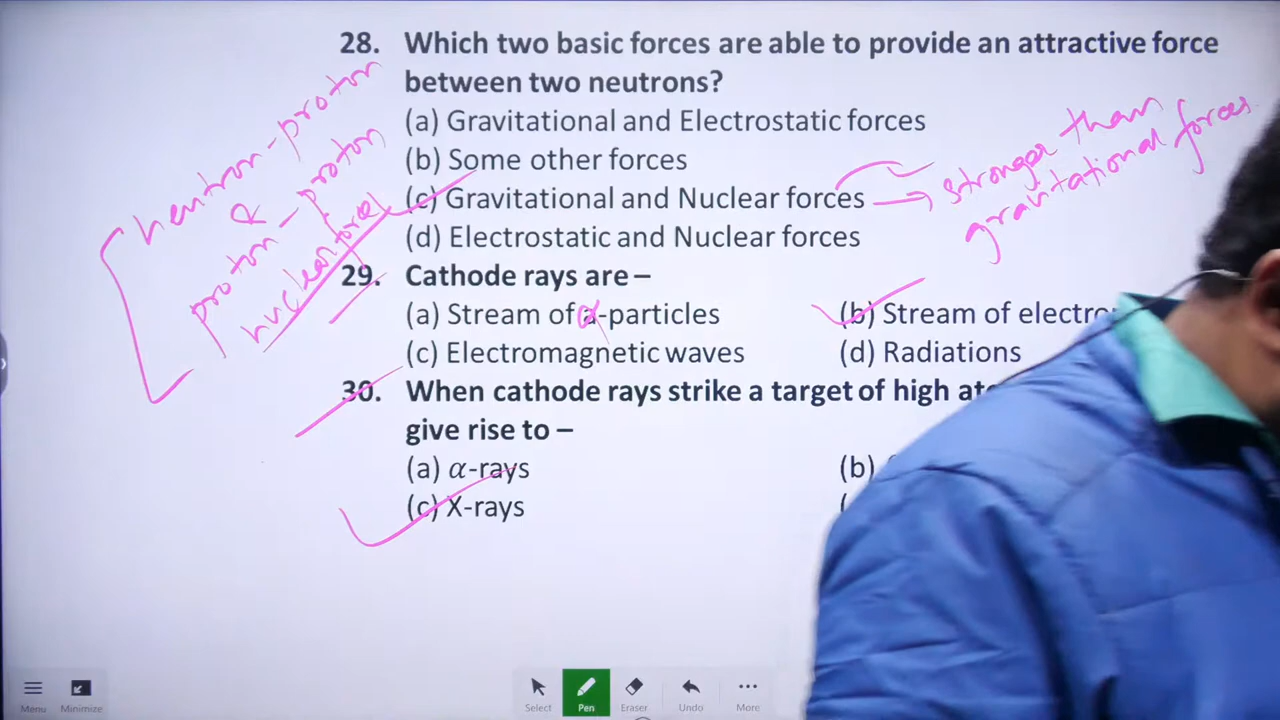 28. Which two basic forces are able to provide an attractive force
between two neutrons?
(a) Gravitational and Electrostatic forces
(b) Some other forces
(c) Gravitational and Nuclear forces
(d) Electrostatic and Nuclear forces
stronger than
gravitational forces
neutron-proton
&
proton-proton
nuclear force
29. Cathode rays are –
(a) Stream of α-particles (b) Stream of electro
(c) Electromagnetic waves (d) Radiations
30. When cathode rays strike a target of high at
give rise to –
(a) α-rays (b)
(c) X-rays
Menu Minimize Select Pen Eraser Undo More